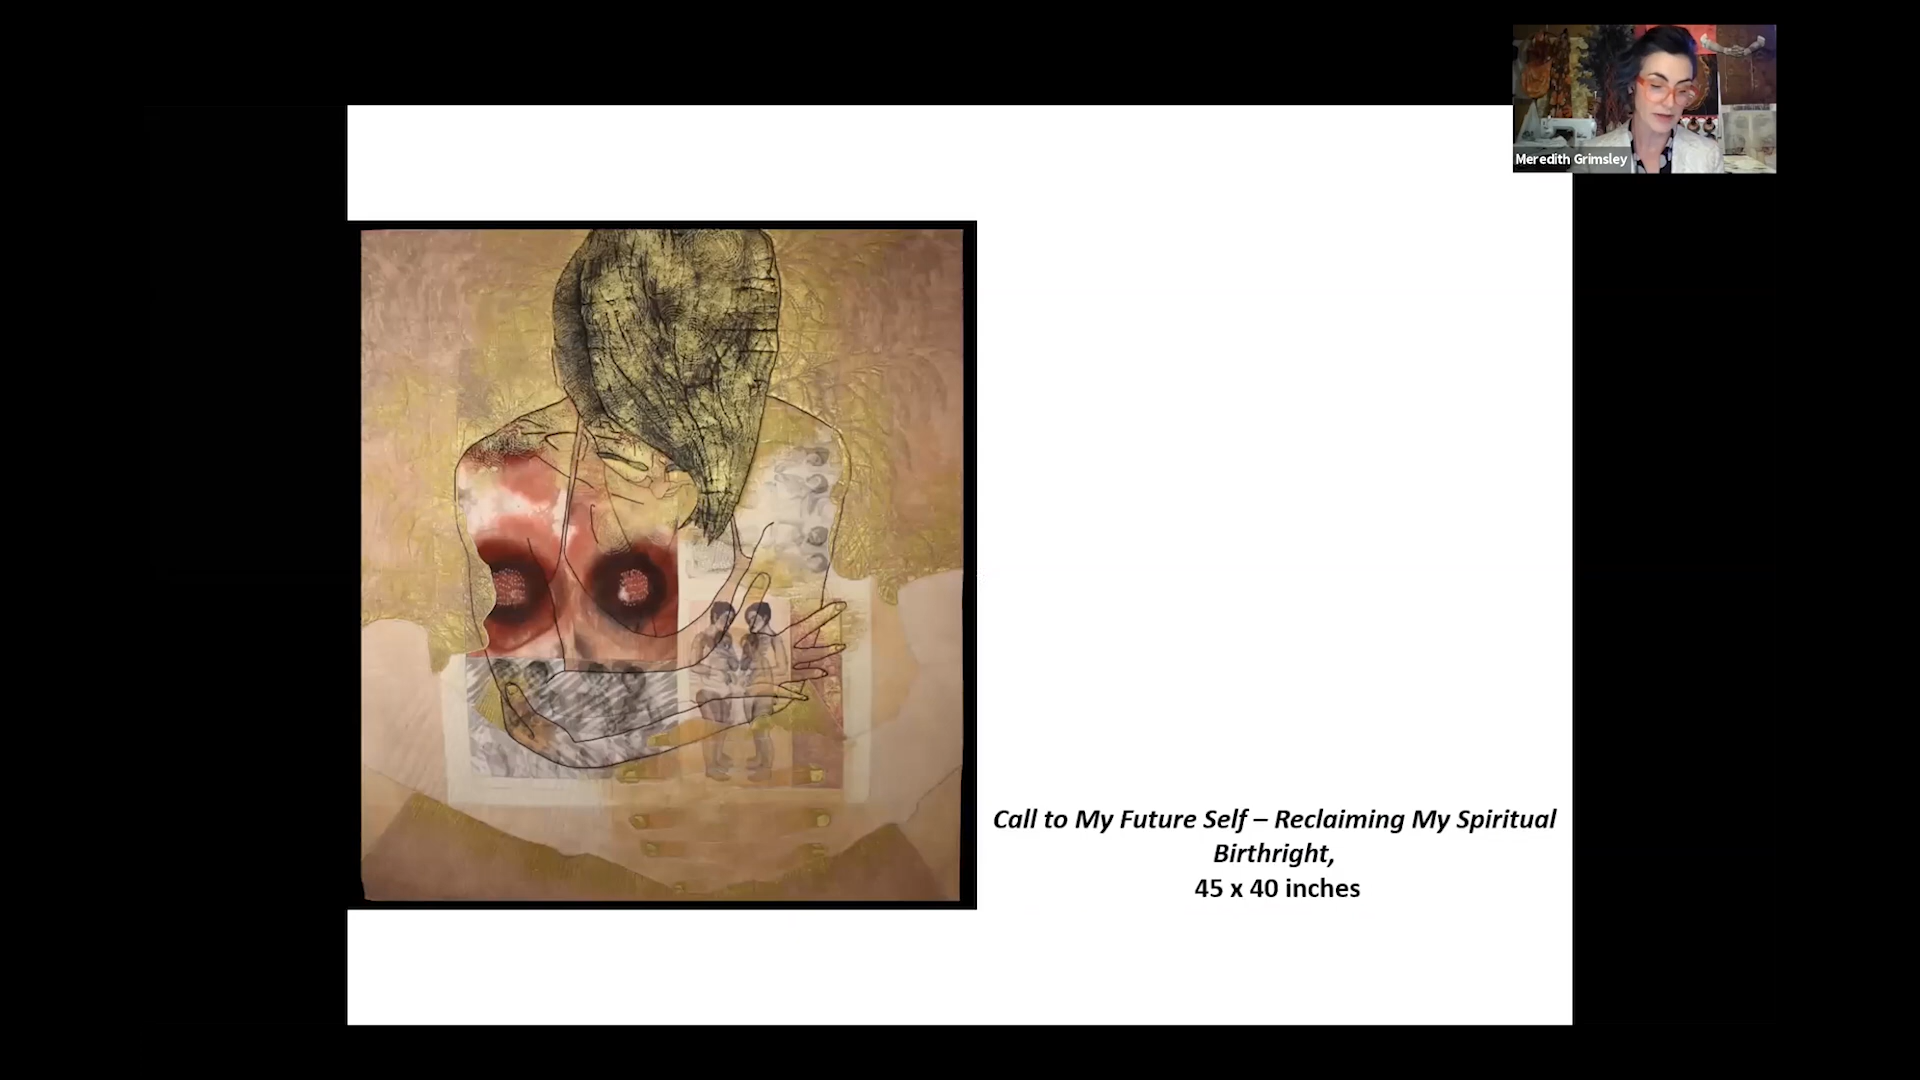 Meredith Grimsley
Call to My Future Self – Reclaiming My Spiritual
Birthright,
45 x 40 inches